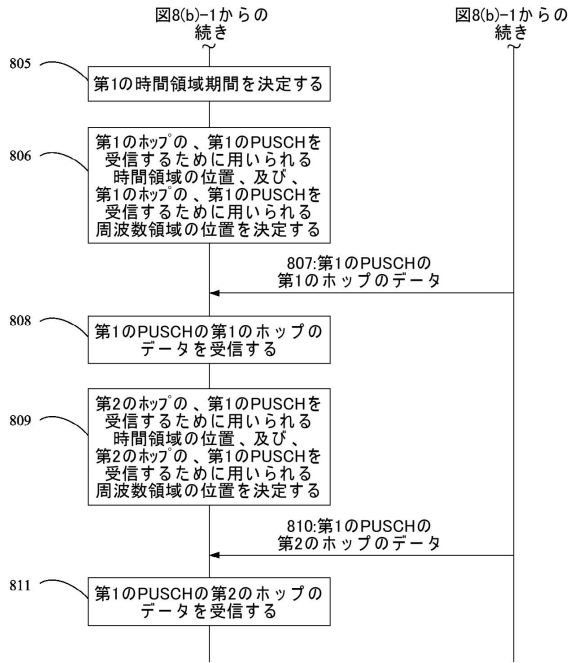 図8(b)-1からの
続き
図8(b)-1からの
続き
805
第1の時間領域期間を決定する
806
第1のホップの、第1のPUSCHを
受信するために用いられる
時間領域の位置、及び、
第1のホップの、第1のPUSCHを
受信するために用いられる
周波数領域の位置を決定する
807:第1のPUSCHの
第1のホップのデータ
808
第1のPUSCHの第1のホップの
データを受信する
809
第2のホップの、第1のPUSCHを
受信するために用いられる
時間領域の位置、及び、
第2のホップの、第1のPUSCHを
受信するために用いられる
周波数領域の位置を決定する
810:第1のPUSCHの
第2のホップのデータ
811
第1のPUSCHの第2のホップの
データを受信する